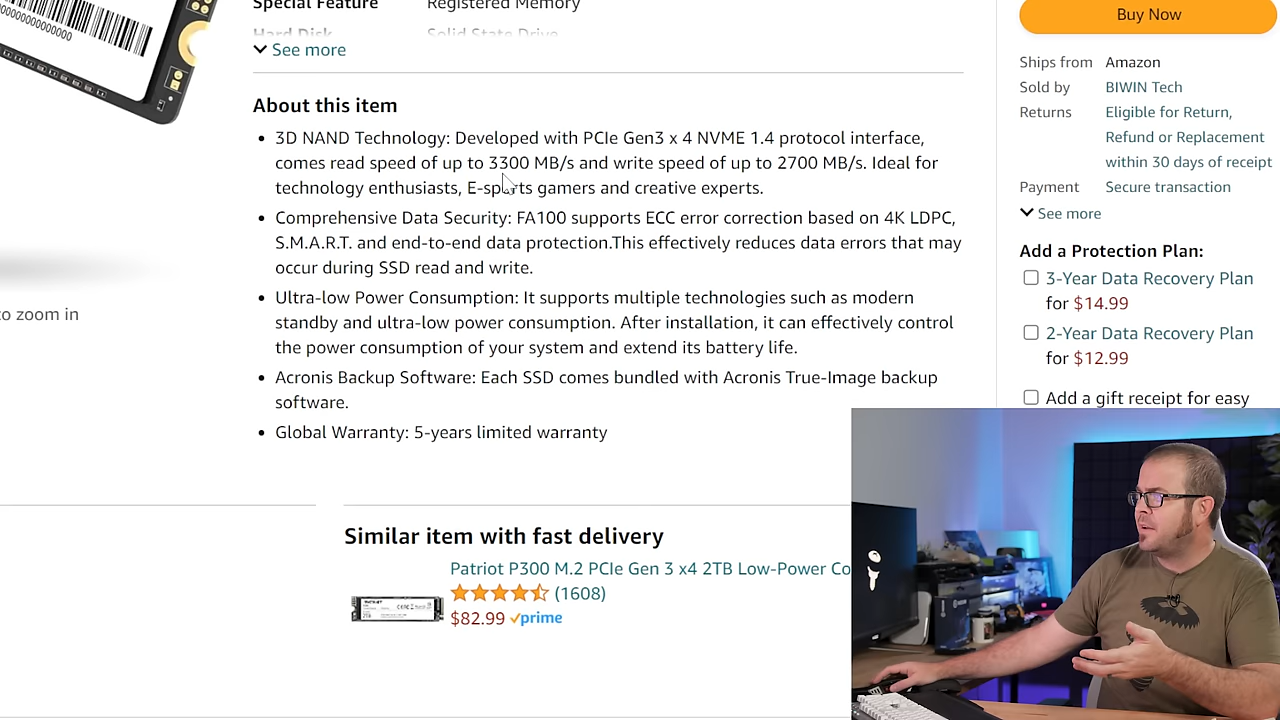 Special Feature Registered Memory
Hard Disk Solid State Drive
See more
About this item
3D NAND Technology: Developed with PCIe Gen3 x 4 NVME 1.4 protocol interface,
comes read speed of up to 3300 MB/s and write speed of up to 2700 MB/s. Ideal for
technology enthusiasts, E-sports gamers and creative experts.
Comprehensive Data Security: FA100 supports ECC error correction based on 4K LDPC,
S.M.A.R.T. and end-to-end data protection.This effectively reduces data errors that may
occur during SSD read and write.
Ultra-low Power Consumption: It supports multiple technologies such as modern
standby and ultra-low power consumption. After installation, it can effectively control
the power consumption of your system and extend its battery life.
Acronis Backup Software: Each SSD comes bundled with Acronis True-Image backup
software.
Global Warranty: 5-years limited warranty
to zoom in
Similar item with fast delivery
Patriot P300 M.2 PCIe Gen 3 x4 2TB Low-Power Co
(1608)
$82.99 prime
Buy Now
Ships from Amazon
Sold by BIWIN Tech
Returns Eligible for Return,
Refund or Replacement
within 30 days of receipt
Payment Secure transaction
See more
Add a Protection Plan:
3-Year Data Recovery Plan
for $14.99
2-Year Data Recovery Plan
for $12.99
Add a gift receipt for easy